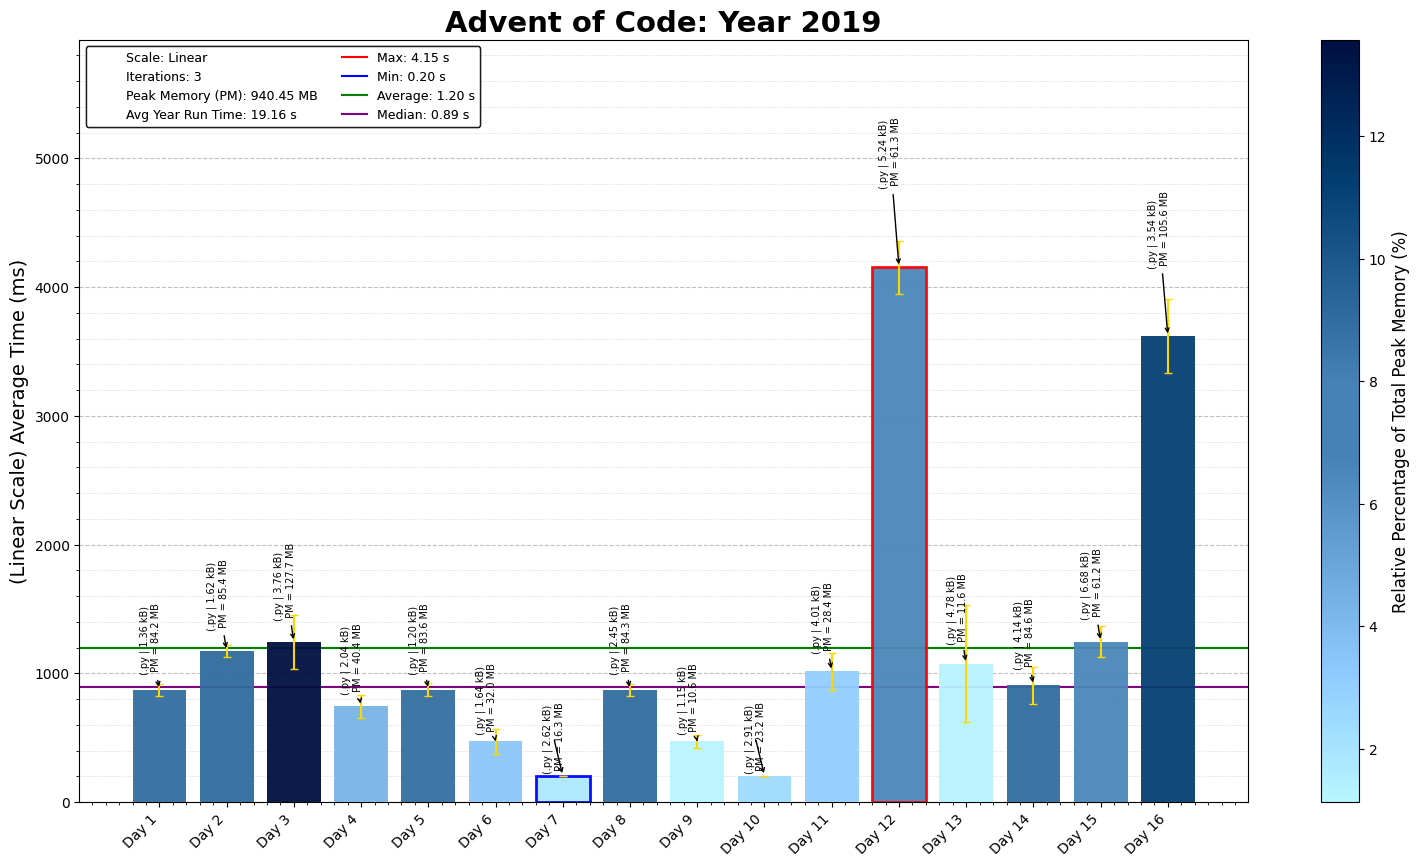 Advent of Code: Year 2019
Scale: Linear
Iterations: 3
Peak Memory (PM): 940.45 MB
Avg Year Run Time: 19.16 s
Max: 4.15 s
Min: 0.20 s
Average: 1.20 s
Median: 0.89 s
(Linear Scale) Average Time (ms)
5000
4000
3000
2000
1000
0
(.py | 1.36 kB)
PM = 84.2 MB
(.py | 1.62 kB)
PM = 85.4 MB
(.py | 3.76 kB)
PM = 127.7 MB
(.py | 2.04 kB)
PM = 40.4 MB
(.py | 1.20 kB)
PM = 83.6 MB
(.py | 1.64 kB)
PM = 32.0 MB
(.py | 2.62 kB)
PM = 16.3 MB
(.py | 2.45 kB)
PM = 84.3 MB
(.py | 1.15 kB)
PM = 10.5 MB
(.py | 2.91 kB)
PM = 23.2 MB
(.py | 4.01 kB)
PM = 28.4 MB
(.py | 5.24 kB)
PM = 61.3 MB
(.py | 4.78 kB)
PM = 11.6 MB
(.py | 4.14 kB)
PM = 84.6 MB
(.py | 6.68 kB)
PM = 61.2 MB
(.py | 3.54 kB)
PM = 105.6 MB
Day 1
Day 2
Day 3
Day 4
Day 5
Day 6
Day 7
Day 8
Day 9
Day 10
Day 11
Day 12
Day 13
Day 14
Day 15
Day 16
12
10
8
6
4
2
Relative Percentage of Total Peak Memory (%)